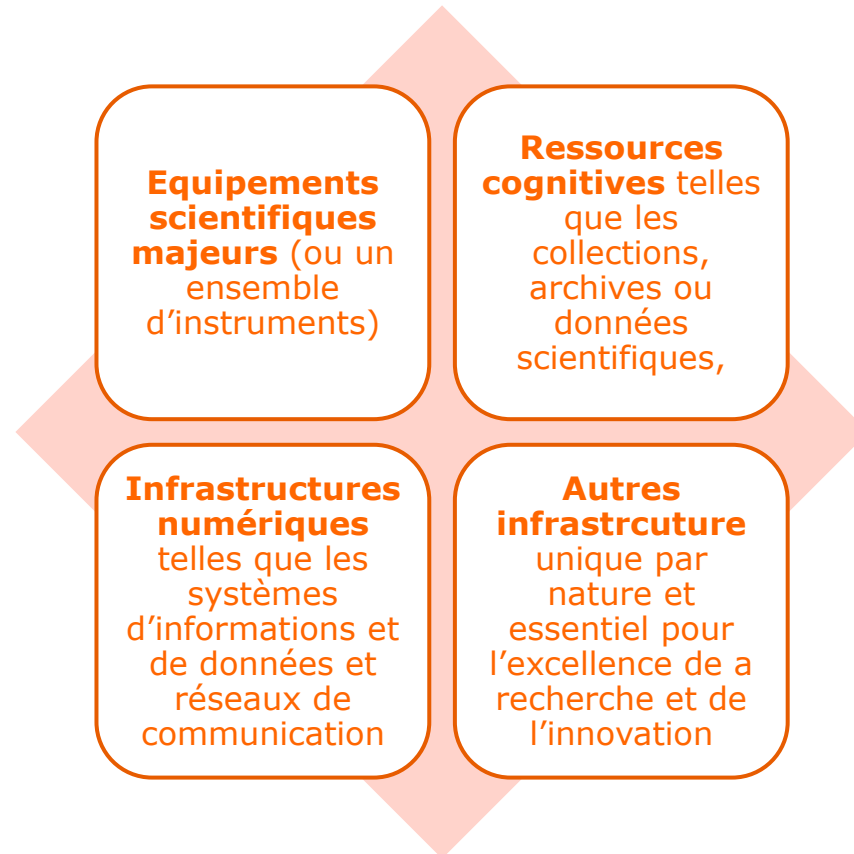 Equipements
scientifiques
majeurs (ou un
ensemble
d’instruments)
Ressources
cognitives telles
que les
collections,
archives ou
données
scientifiques,
Infrastructures
numériques
telles que les
systèmes
d’informations et
de données et
réseaux de
communication
Autres
infrastrcuture
unique par
nature et
essentiel pour
l’excellence de a
recherche et de
l’innovation